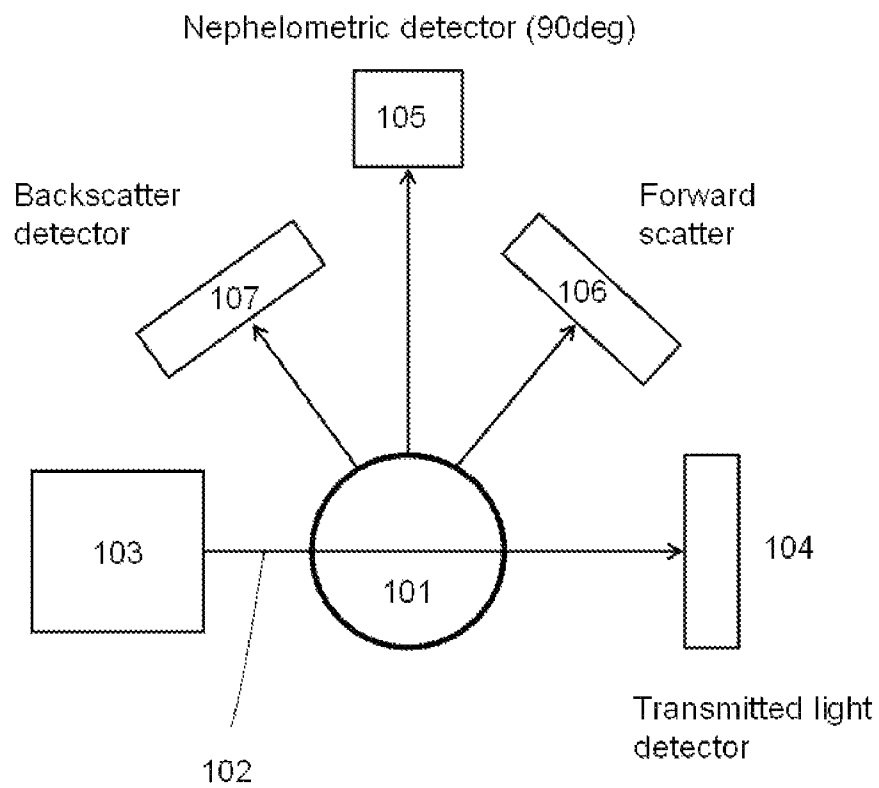 Nephelometric detector (90deg)
105
Backscatter
detector
Forward
scatter
107
106
103
101
104
102
Transmitted light
detector